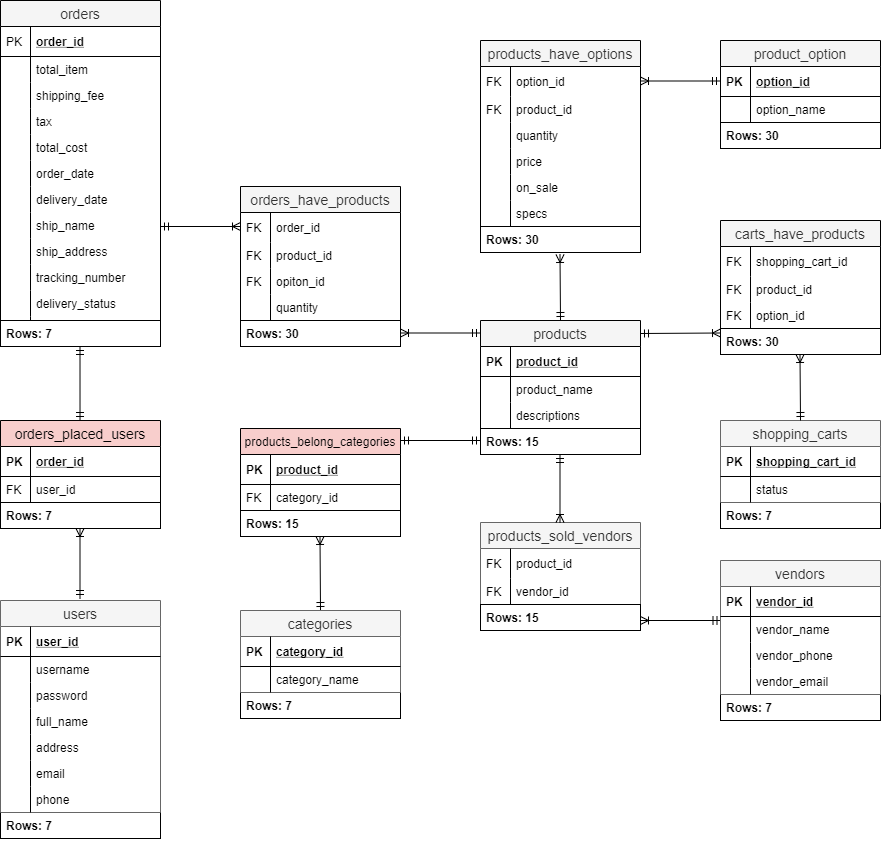 orders
PK order_id
total_item
shipping_fee
tax
total_cost
order_date
delivery_date
ship_name
ship_address
tracking_number
delivery_status
Rows: 7
orders_placed_users
PK order_id
FK user_id
Rows: 7
users
PK user_id
username
password
full_name
address
email
phone
Rows: 7
orders_have_products
FK order_id
FK product_id
FK opiton_id
quantity
Rows: 30
products_belong_categories
PK product_id
FK category_id
Rows: 15
categories
PK category_id
category_name
Rows: 7
products_have_options
FK option_id
FK product_id
quantity
price
on_sale
specs
Rows: 30
products
PK product_id
product_name
descriptions
Rows: 15
products_sold_vendors
FK product_id
FK vendor_id
Rows: 15
product_option
PK option_id
option_name
Rows: 30
carts_have_products
FK shopping_cart_id
FK product_id
FK option_id
Rows: 30
shopping_carts
PK shopping_cart_id
status
Rows: 7
vendors
PK vendor_id
vendor_name
vendor_phone
vendor_email
Rows: 7